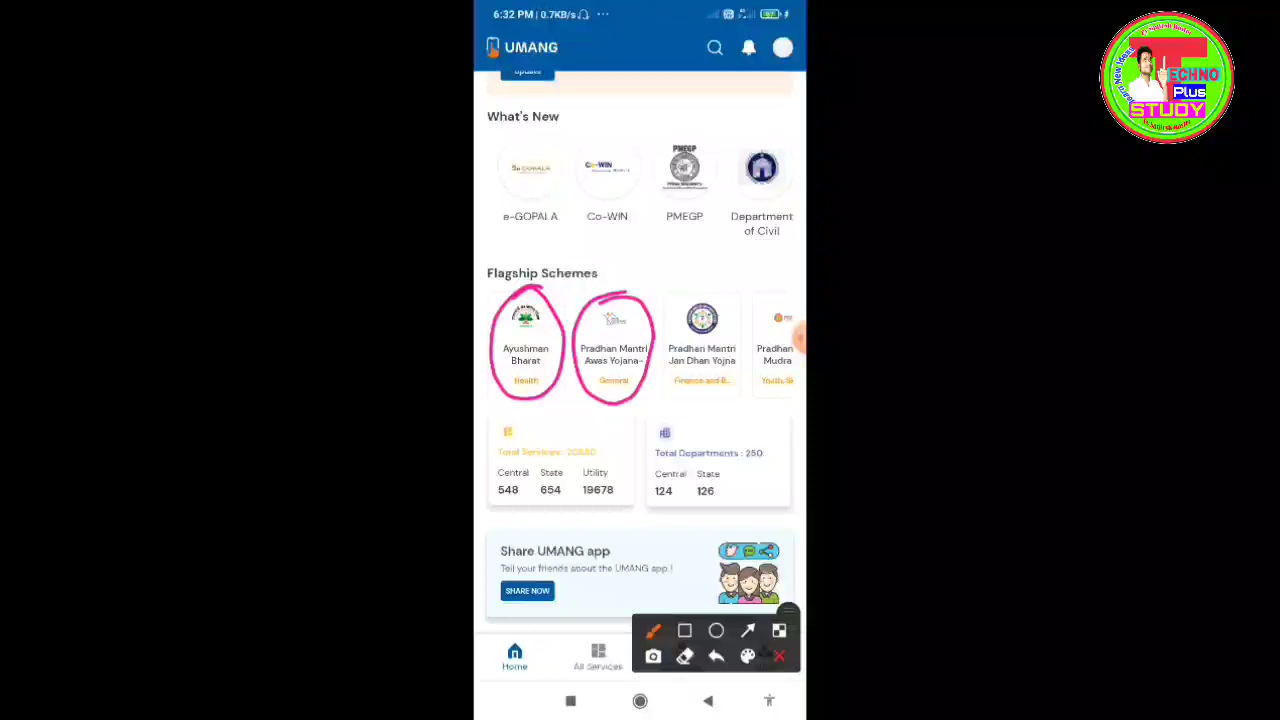 6:32 PM | 0.7KB/s
UMANG
Update
What's New
e-GOPALA
Co-WIN
PMEGP
Department
of Civil
Flagship Schemes
Ayushman
Bharat
Health
Pradhan Mantri
Awas Yojana-
General
Pradhan Mantri
Jan Dhan Yojna
Finance and B..
Pradhan
Mudra
Total Services: 20880
Central State Utility
548 654 19678
Total Departments : 250
Central State
124 126
Share UMANG app
Tell your friends about the UMANG app.!
SHARE NOW
Home
All Services
TECHNO
Plus
STUDY